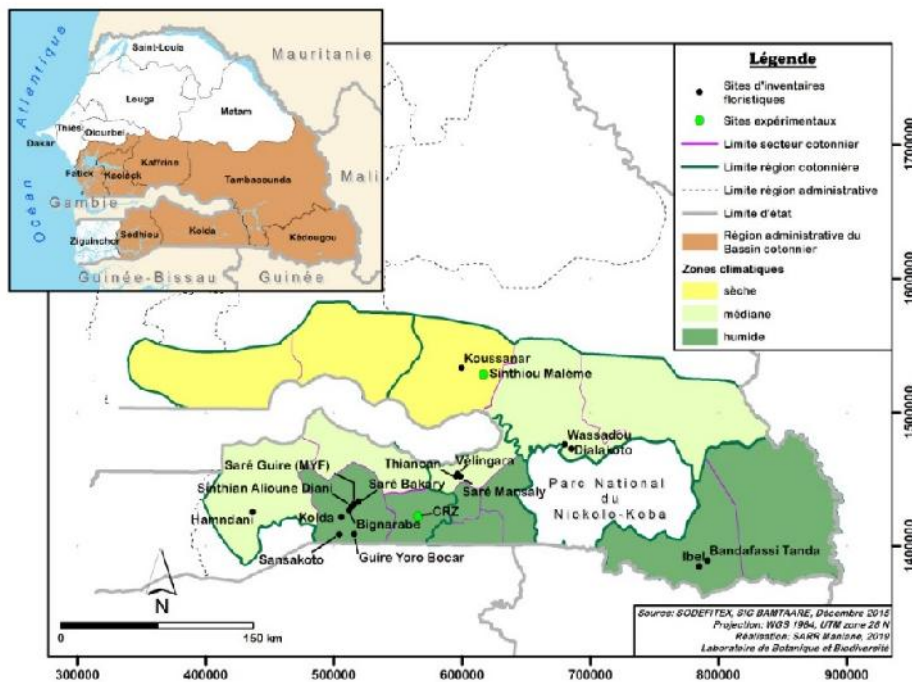 Océan Atlantique
Saint-Louis
Mauritanie
Louga
Matam
Thiès
Diourbel
Dakar
Fatick
Kaolack
Kaffrine
Tambacounda
Mali
Gambie
Ziguinchor
Sédhiou
Kolda
Kédougou
Guinée-Bissau
Guinée
Légende
Sites d'inventaires
floristiques
Sites expérimentaux
Limite secteur cotonnier
Limite région cotonnière
Limite région administrative
Limite d'état
Région administrative du
Bassin cotonnier
Zones climatiques
sèche
médiane
humide
1700000
1600000
1500000
1400000
Koussanar
Sinthiou Malème
Wassadou
Dialakoto
Saré Guire (MYF)
Thiancan
Vélingara
Sinthian Alioune Diani
Saré Bakary
Saré Mansaly
Parc National
du
Nickolo-Koba
Hamndani
Kolda
Bignarabe
CRZ
Sansakoto
Guire Yoro Bocar
Ibel
Bandafassi Tanda
N
0
150 km
Source: SODEFITEX, SIG BAMTAARE, Décembre 2015
Projection: WGS 1984, UTM zone 28 N
Réalisation: SARR Maniane, 2019
Laboratoire de Botanique et Biodiversité
300000
400000
500000
600000
700000
800000
900000